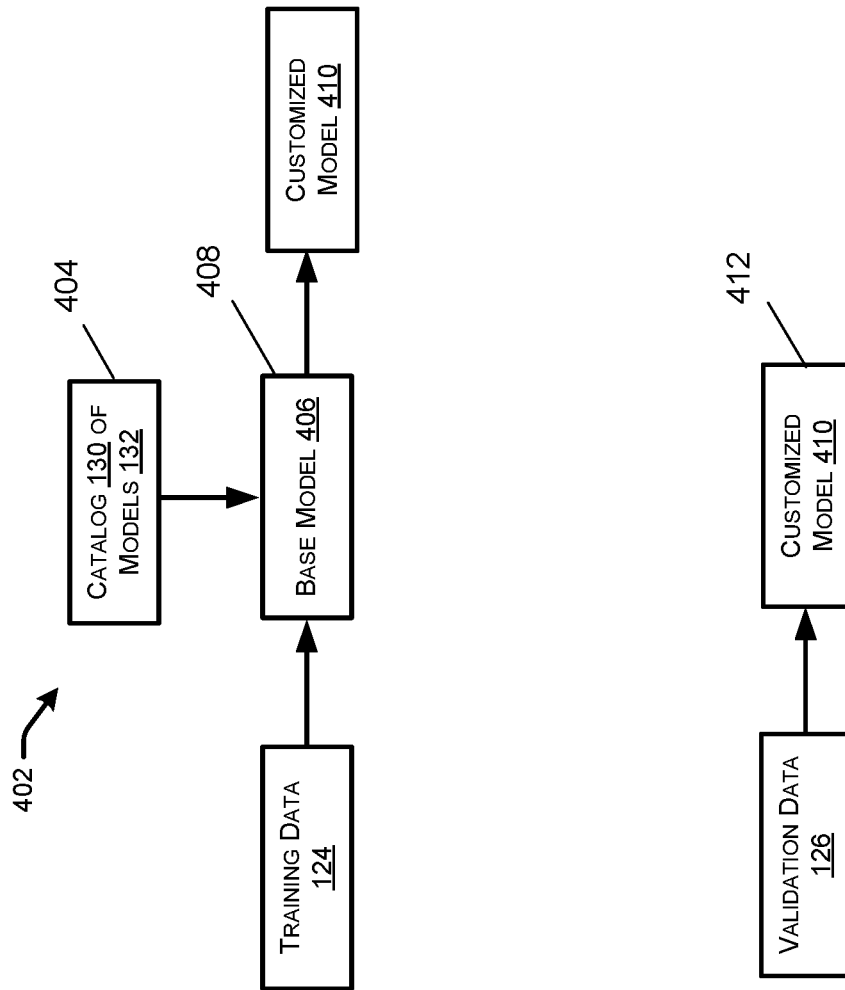 402
404
CATALOG 130 OF
MODELS 132
408
TRAINING DATA
124
BASE MODEL 406
CUSTOMIZED
MODEL 410
412
VALIDATION DATA
126
CUSTOMIZED
MODEL 410